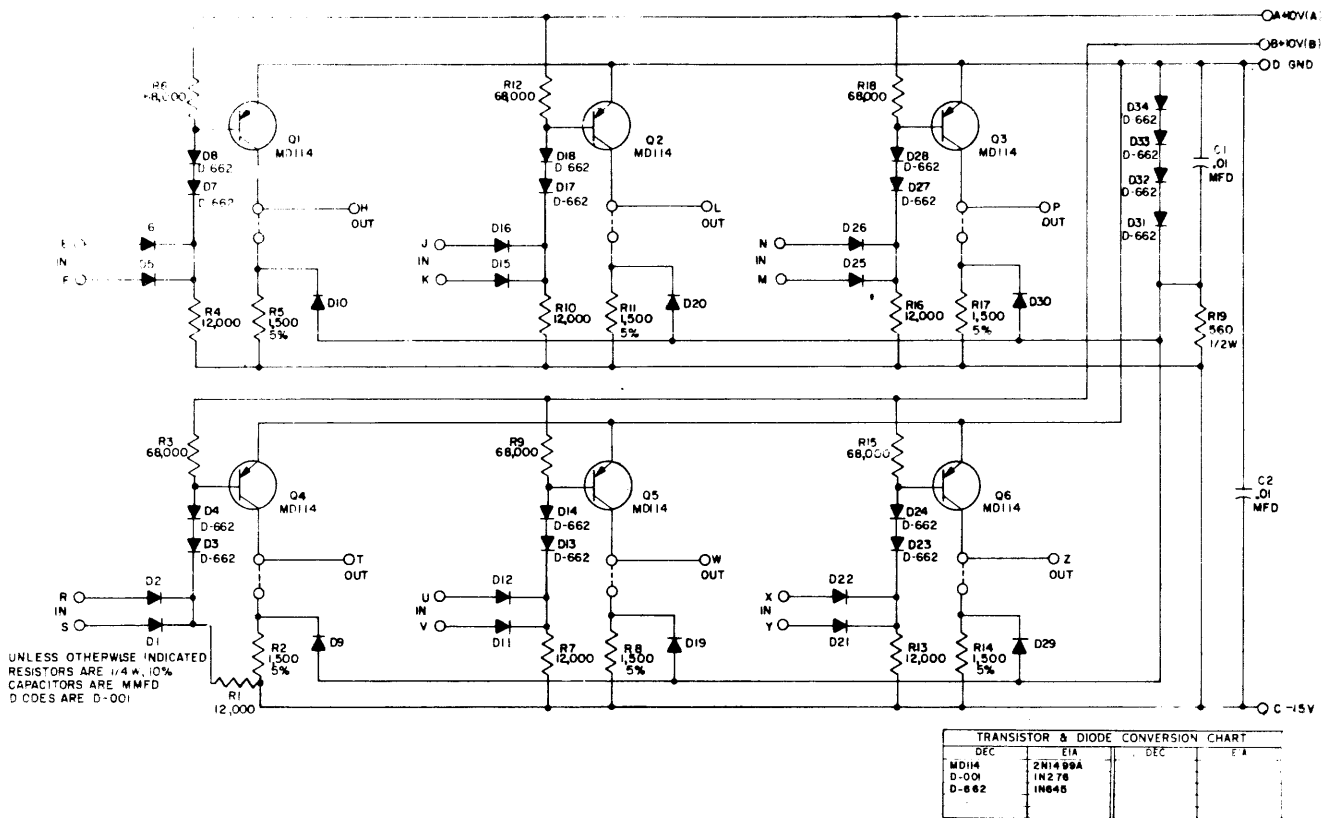 A+10V(A)
B+10V(B)
D GND
R6
68,000
R12
68,000
R18
68,000
Q1
MD114
Q2
MD114
Q3
MD114
D8
D-662
D7
D-662
D18
D-662
D17
D-662
D28
D-662
D27
D-662
D34
D-662
D33
D-662
D32
D-662
D31
D-662
C1
.01
MFD
H
OUT
L
OUT
P
OUT
E
IN
F
6
D5
J
IN
K
D16
D15
N
IN
M
D26
D25
R4
12,000
R5
1,500
5%
D10
R10
12,000
R11
1,500
5%
D20
R16
12,000
R17
1,500
5%
D30
R19
560
1/2W
R3
68,000
R9
68,000
R15
68,000
Q4
MD114
Q5
MD114
Q6
MD114
D4
D-662
D3
D-662
D14
D-662
D13
D-662
D24
D-662
D23
D-662
C2
.01
MFD
T
OUT
W
OUT
Z
OUT
R
IN
S
D2
D1
U
IN
V
D12
D11
X
IN
Y
D22
D21
R2
1,500
5%
D9
R7
12,000
R8
1,500
5%
D19
R13
12,000
R14
1,500
5%
D29
R1
12,000
UNLESS OTHERWISE INDICATED
RESISTORS ARE 1/4 W, 10%
CAPACITORS ARE MMFD
D CDES ARE D-001
C -15V
TRANSISTOR & DIODE CONVERSION CHART
DEC EIA DEC EIA
MD114 2N1499A
D-001 1N276
D-662 1N645